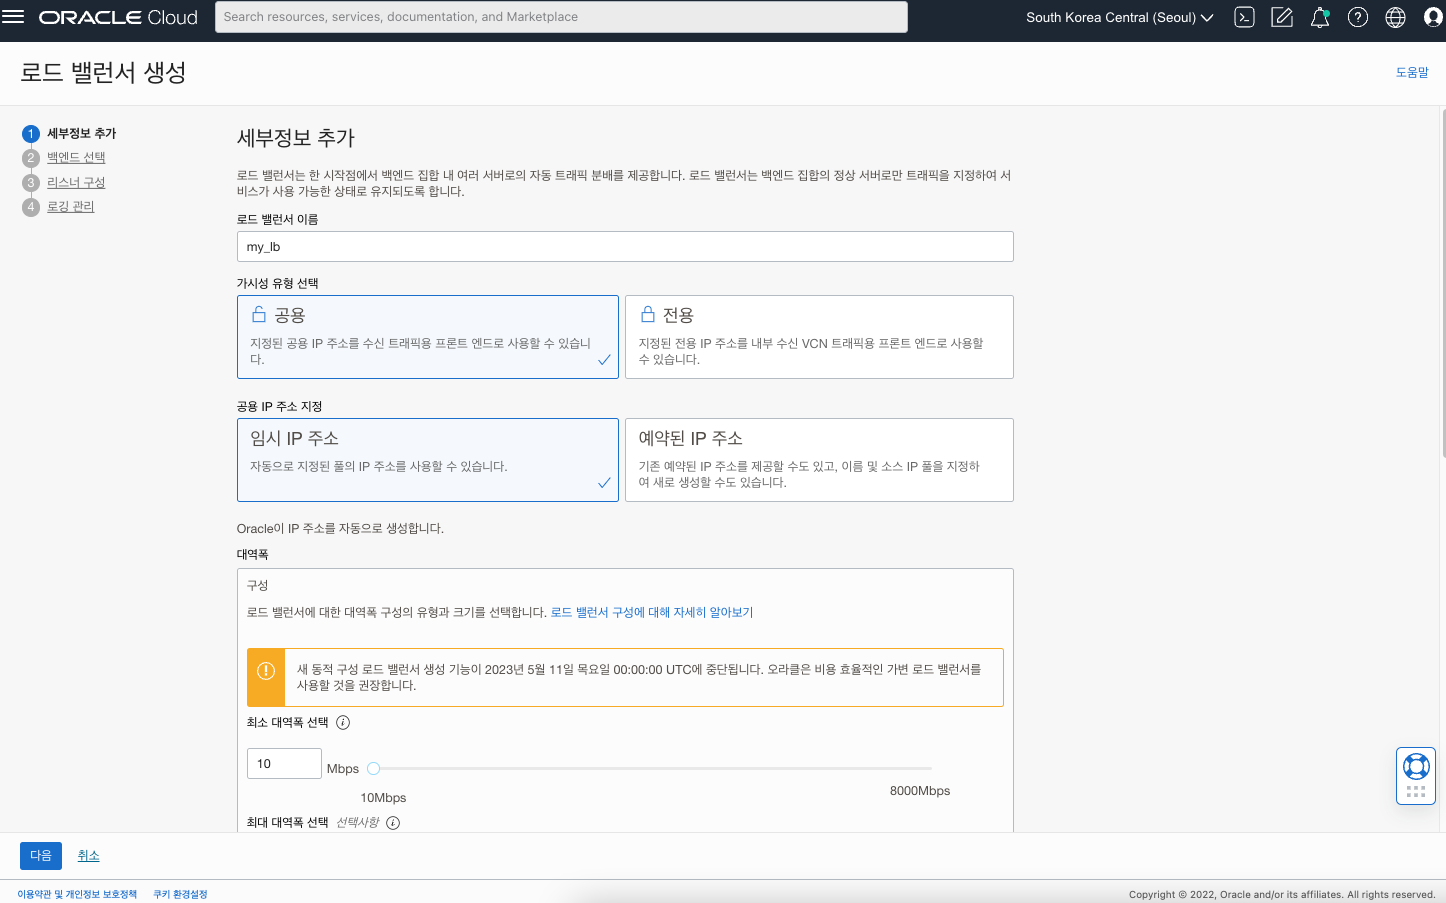 ORACLE Cloud
Search resources, services, documentation, and Marketplace
South Korea Central (Seoul)
로드 밸런서 생성
도움말
1 세부정보 추가
2 백엔드 선택
3 리스너 구성
4 로깅 관리
세부정보 추가
로드 밸런서는 한 시작점에서 백엔드 집합 내 여러 서버로의 자동 트래픽 분배를 제공합니다. 로드 밸런서는 백엔드 집합의 정상 서버로만 트래픽을 지정하여 서
비스가 사용 가능한 상태로 유지되도록 합니다.
로드 밸런서 이름
my_lb
가시성 유형 선택
공용
지정된 공용 IP 주소를 수신 트래픽용 프론트 엔드로 사용할 수 있습니
다.
전용
지정된 전용 IP 주소를 내부 수신 VCN 트래픽용 프론트 엔드로 사용할
수 있습니다.
공용 IP 주소 지정
임시 IP 주소
자동으로 지정된 풀의 IP 주소를 사용할 수 있습니다.
예약된 IP 주소
기존 예약된 IP 주소를 제공할 수도 있고, 이름 및 소스 IP 풀을 지정하
여 새로 생성할 수도 있습니다.
Oracle이 IP 주소를 자동으로 생성합니다.
대역폭
구성
로드 밸런서에 대한 대역폭 구성의 유형과 크기를 선택합니다. 로드 밸런서 구성에 대해 자세히 알아보기
새 동적 구성 로드 밸런서 생성 기능이 2023년 5월 11일 목요일 00:00:00 UTC에 중단됩니다. 오라클은 비용 효율적인 가변 로드 밸런서를
사용할 것을 권장합니다.
최소 대역폭 선택
10 Mbps
10Mbps
8000Mbps
최대 대역폭 선택 선택사항
다음
취소
이용약관 및 개인정보 보호정책
쿠키 환경설정
Copyright © 2022, Oracle and/or its affiliates. All rights reserved.